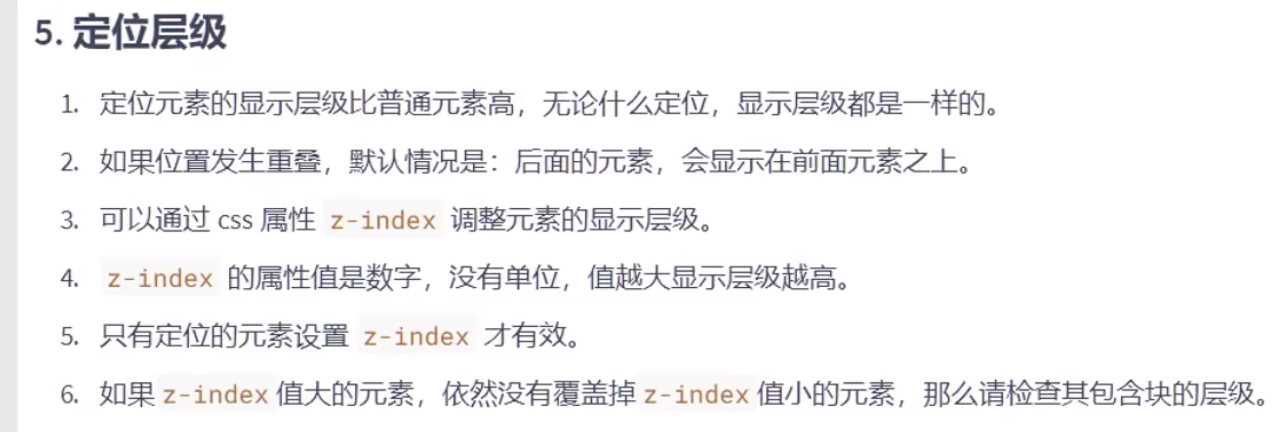 5. 定位层级
1. 定位元素的显示层级比普通元素高，无论什么定位，显示层级都是一样的。
2. 如果位置发生重叠，默认情况是：后面的元素，会显示在前面元素之上。
3. 可以通过 css 属性 z-index 调整元素的显示层级。
4. z-index 的属性值是数字，没有单位，值越大显示层级越高。
5. 只有定位的元素设置 z-index 才有效。
6. 如果 z-index 值大的元素，依然没有覆盖掉 z-index 值小的元素，那么请检查其包含块的层级。